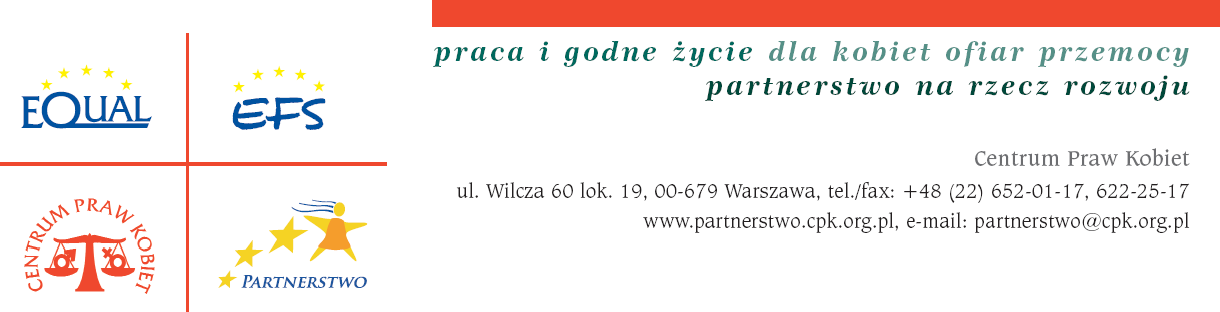 EQUAL
EFS
CENTRUM PRAW KOBIET
PARTNERSTWO
praca i godne życie dla kobiet ofiar przemocy
partnerstwo na rzecz rozwoju
Centrum Praw Kobiet
ul. Wilcza 60 lok. 19, 00-679 Warszawa, tel./fax: +48 (22) 652-01-17, 622-25-17
www.partnerstwo.cpk.org.pl, e-mail: partnerstwo@cpk.org.pl